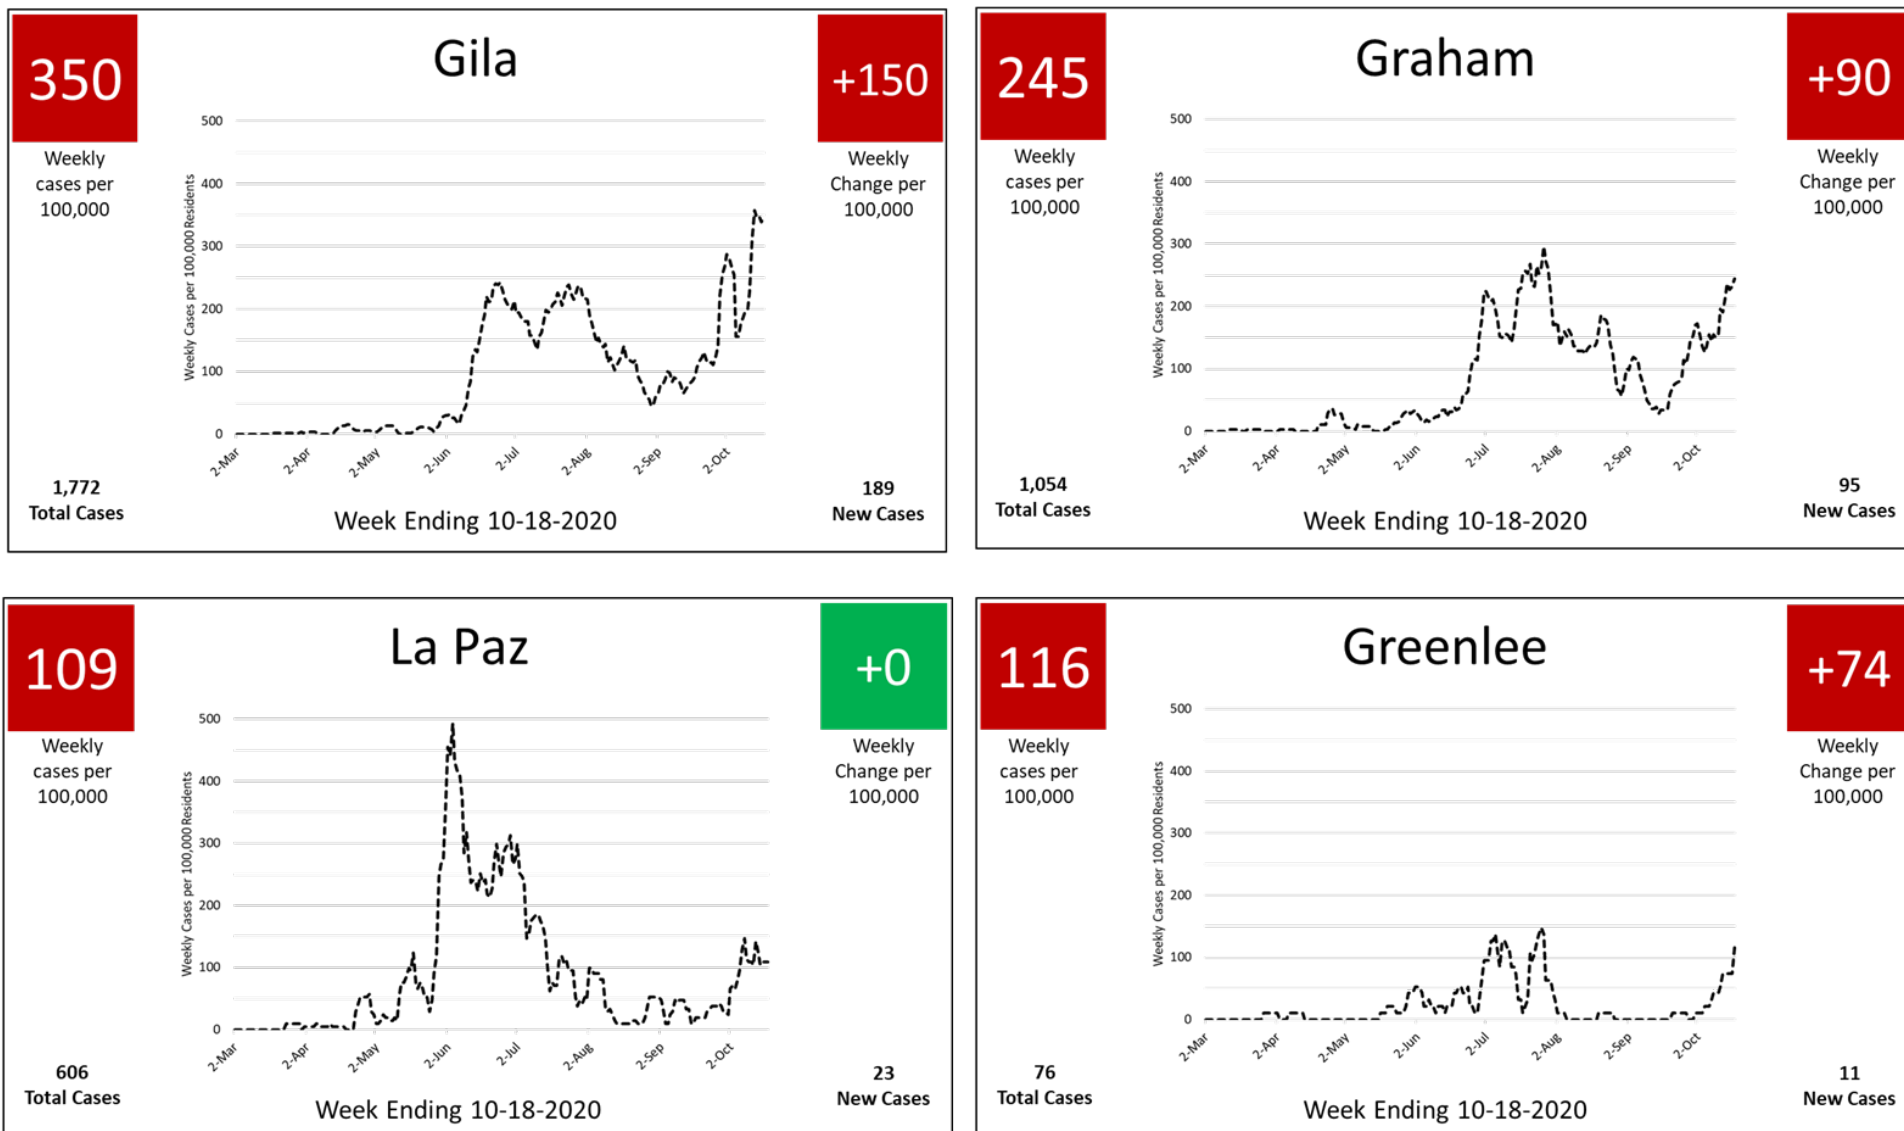 350
Gila
+150
Weekly
cases per
100,000
Weekly
Change per
100,000
Weekly Cases per 100,000 Residents
500
400
300
200
100
0
2-Mar
2-Apr
2-May
2-Jun
2-Jul
2-Aug
2-Sep
2-Oct
1,772
Total Cases
Week Ending 10-18-2020
189
New Cases
245
Graham
+90
Weekly
cases per
100,000
Weekly
Change per
100,000
Weekly Cases per 100,000 Residents
500
400
300
200
100
0
2-Mar
2-Apr
2-May
2-Jun
2-Jul
2-Aug
2-Sep
2-Oct
1,054
Total Cases
Week Ending 10-18-2020
95
New Cases
109
La Paz
+0
Weekly
cases per
100,000
Weekly
Change per
100,000
Weekly Cases per 100,000 Residents
500
400
300
200
100
0
2-Mar
2-Apr
2-May
2-Jun
2-Jul
2-Aug
2-Sep
2-Oct
606
Total Cases
Week Ending 10-18-2020
23
New Cases
116
Greenlee
+74
Weekly
cases per
100,000
Weekly
Change per
100,000
Weekly Cases per 100,000 Residents
500
400
300
200
100
0
2-Mar
2-Apr
2-May
2-Jun
2-Jul
2-Aug
2-Sep
2-Oct
76
Total Cases
Week Ending 10-18-2020
11
New Cases